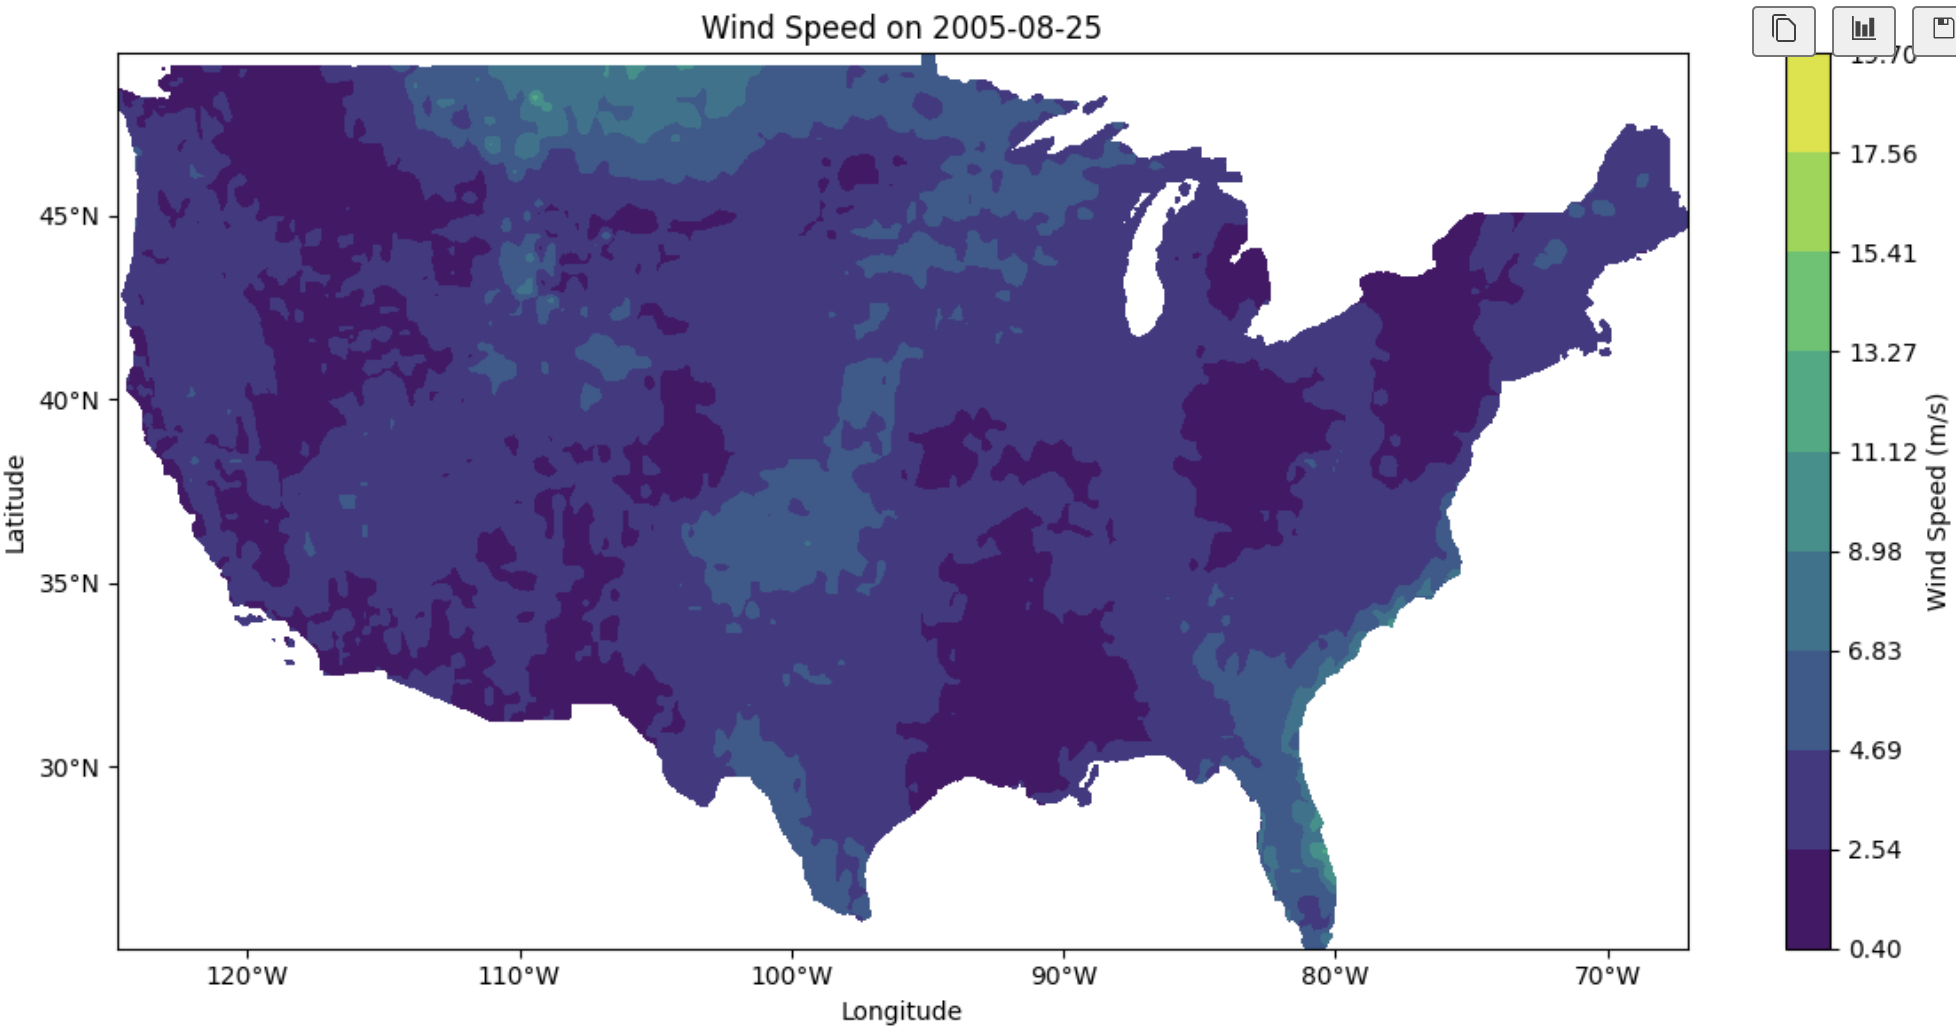 Wind Speed on 2005-08-25
45°N
40°N
35°N
30°N
Latitude
120°W
110°W
100°W
90°W
80°W
70°W
Longitude
17.56
15.41
13.27
11.12
8.98
6.83
4.69
2.54
0.40
Wind Speed (m/s)